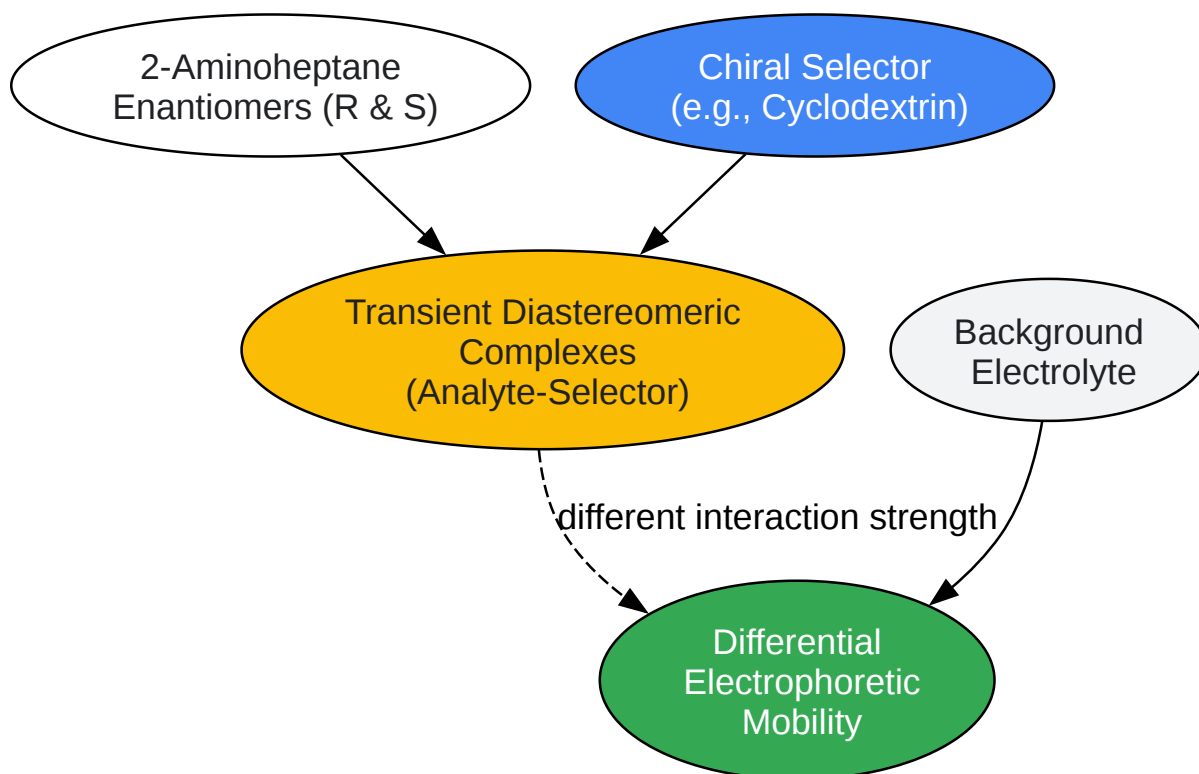 2-Aminoheptane
Enantiomers (R & S)
Chiral Selector
(e.g., Cyclodextrin)
Transient Diastereomeric
Complexes
(Analyte-Selector)
Background
Electrolyte
different interaction strength
Differential
Electrophoretic
Mobility